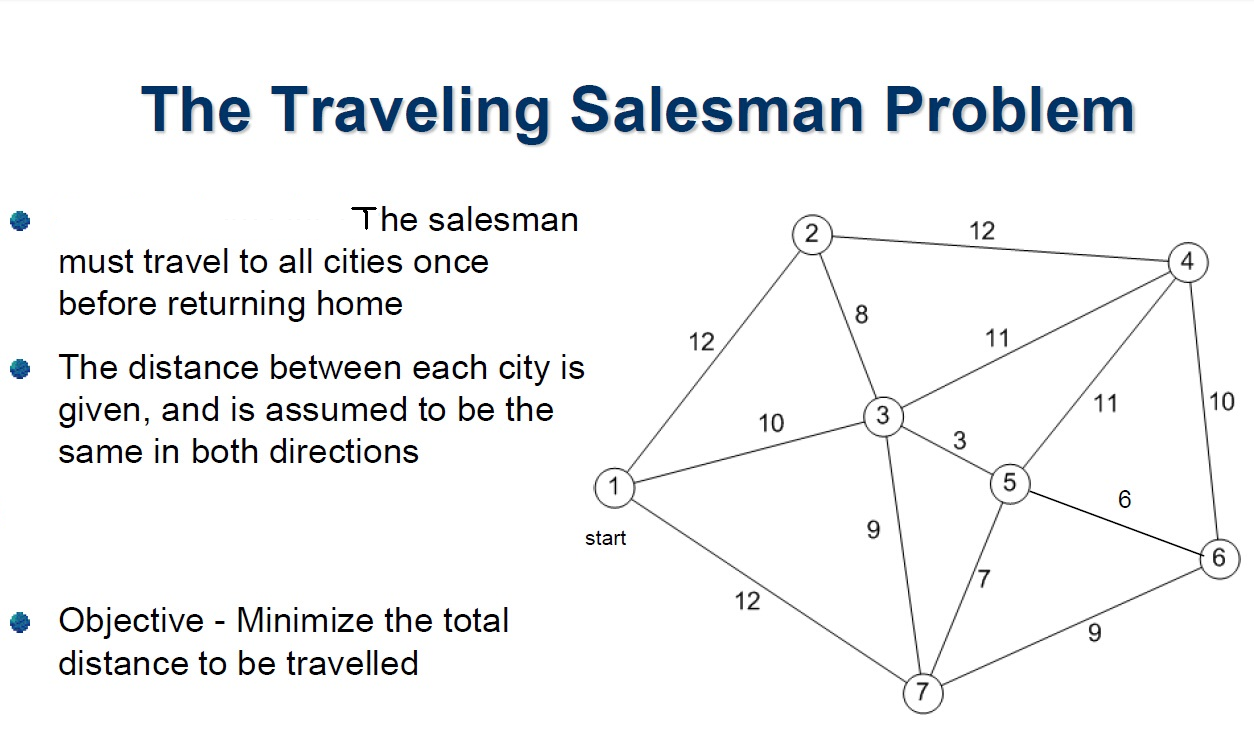 The Traveling Salesman Problem
The salesman
must travel to all cities once
before returning home
The distance between each city is
given, and is assumed to be the
same in both directions
Objective - Minimize the total
distance to be travelled
2
12
4
8
12
11
10
3
11
10
3
1
5
6
start
9
6
7
12
9
7